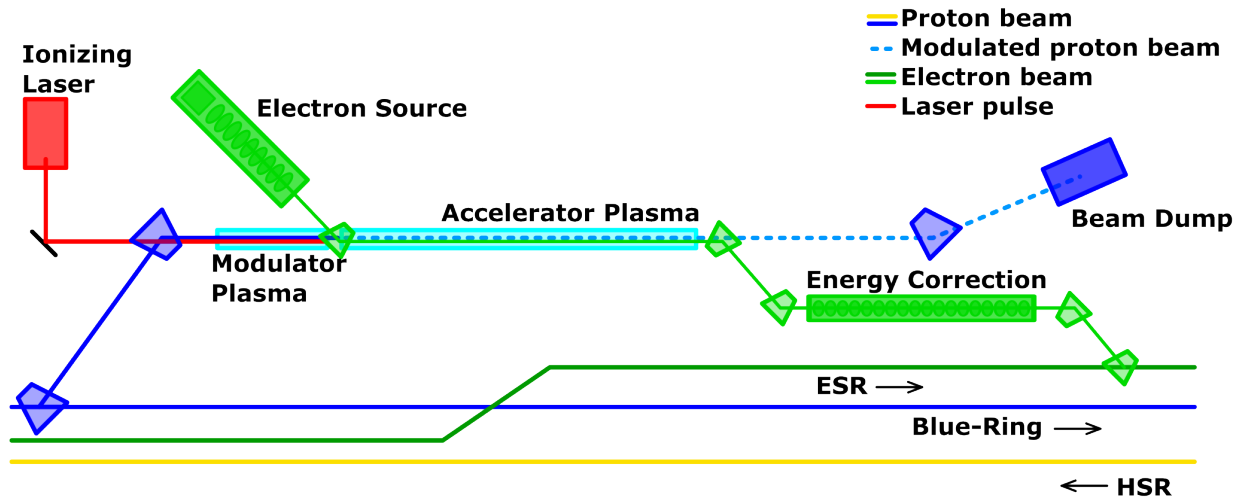 Proton beam
Modulated proton beam
Electron beam
Laser pulse
Ionizing
Laser
Electron Source
Accelerator Plasma
Beam Dump
Modulator
Plasma
Energy Correction
ESR
Blue-Ring
HSR